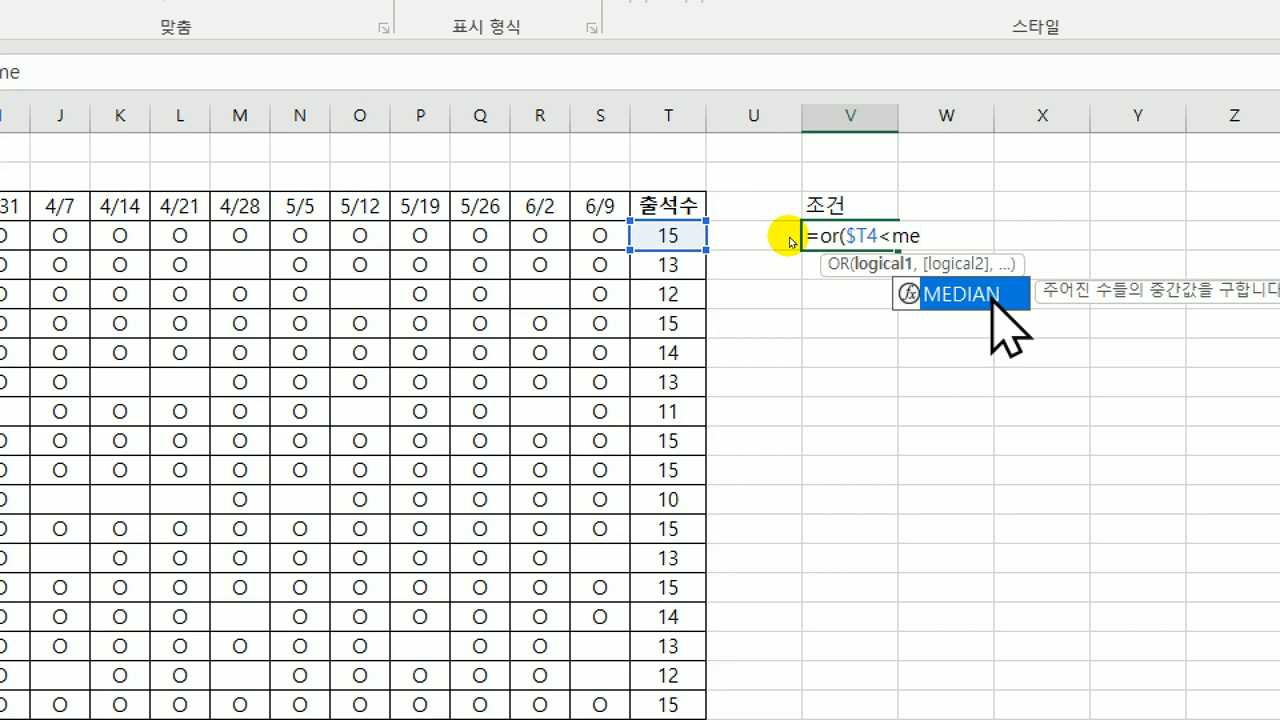 맞춤 표시 형식 스타일
me
J K L M N O P Q R S T U V W X Y Z
31 4/7 4/14 4/21 4/28 5/5 5/12 5/19 5/26 6/2 6/9 출석수 조건
O O O O O O O O O O O 15 =or($T4<me
O O O O O O O O O O O 13 OR(logical1, [logical2], ...)
O O O O O O O O 12 MEDIAN 주어진 수들의 중간값을 구합니다
O O O O O O O O O O O 15
O O O O O O O O O O O 14
O O O O O O O O O 13
O O O O O O O O 11
O O O O O O O O O O O 15
O O O O O O O O O O O 15
O O O O O O O 10
O O O O O O O O O O O 15
O O O O O O O O O 13
O O O O O O O O O O O 15
O O O O O O O O O O 14
O O O O O O O O O 13
O O O O O O O O 12
O O O O O O O O O O O 15